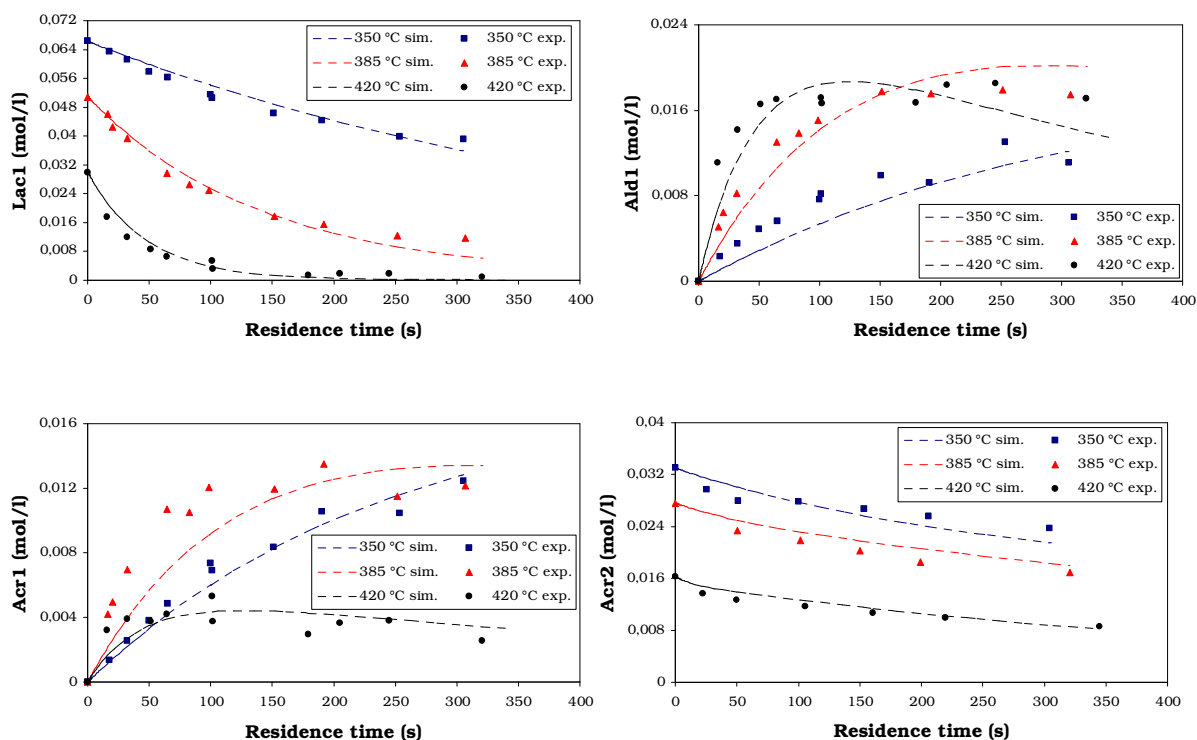 Lac1 (mol/l)
0,072
0,064
0,056
0,048
0,04
0,032
0,024
0,016
0,008
0
350 °C sim. 350 °C exp.
385 °C sim. 385 °C exp.
420 °C sim. 420 °C exp.
0 50 100 150 200 250 300 350 400
Residence time (s)
Ald1 (mol/l)
0,024
0,016
0,008
0
350 °C sim. 350 °C exp.
385 °C sim. 385 °C exp.
420 °C sim. 420 °C exp.
0 50 100 150 200 250 300 350 400
Residence time (s)
Acr1 (mol/l)
0,016
0,012
0,008
0,004
0
350 °C sim. 350 °C exp.
385 °C sim. 385 °C exp.
420 °C sim. 420 °C exp.
0 50 100 150 200 250 300 350 400
Residence time (s)
Acr2 (mol/l)
0,04
0,032
0,024
0,016
0,008
0
350 °C sim. 350 °C exp.
385 °C sim. 385 °C exp.
420 °C sim. 420 °C exp.
0 50 100 150 200 250 300 350 400
Residence time (s)